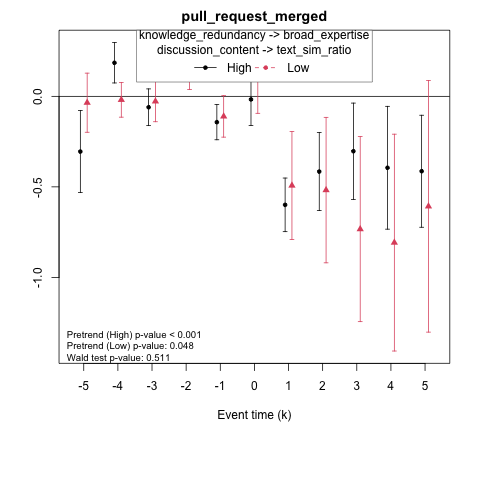 pull_request_merged
knowledge_redundancy -> broad_expertise
discussion_content -> text_sim_ratio
High Low
0.0
-0.5
-1.0
Pretrend (High) p-value < 0.001
Pretrend (Low) p-value: 0.048
Wald test p-value: 0.511
-5 -4 -3 -2 -1 0 1 2 3 4 5
Event time (k)